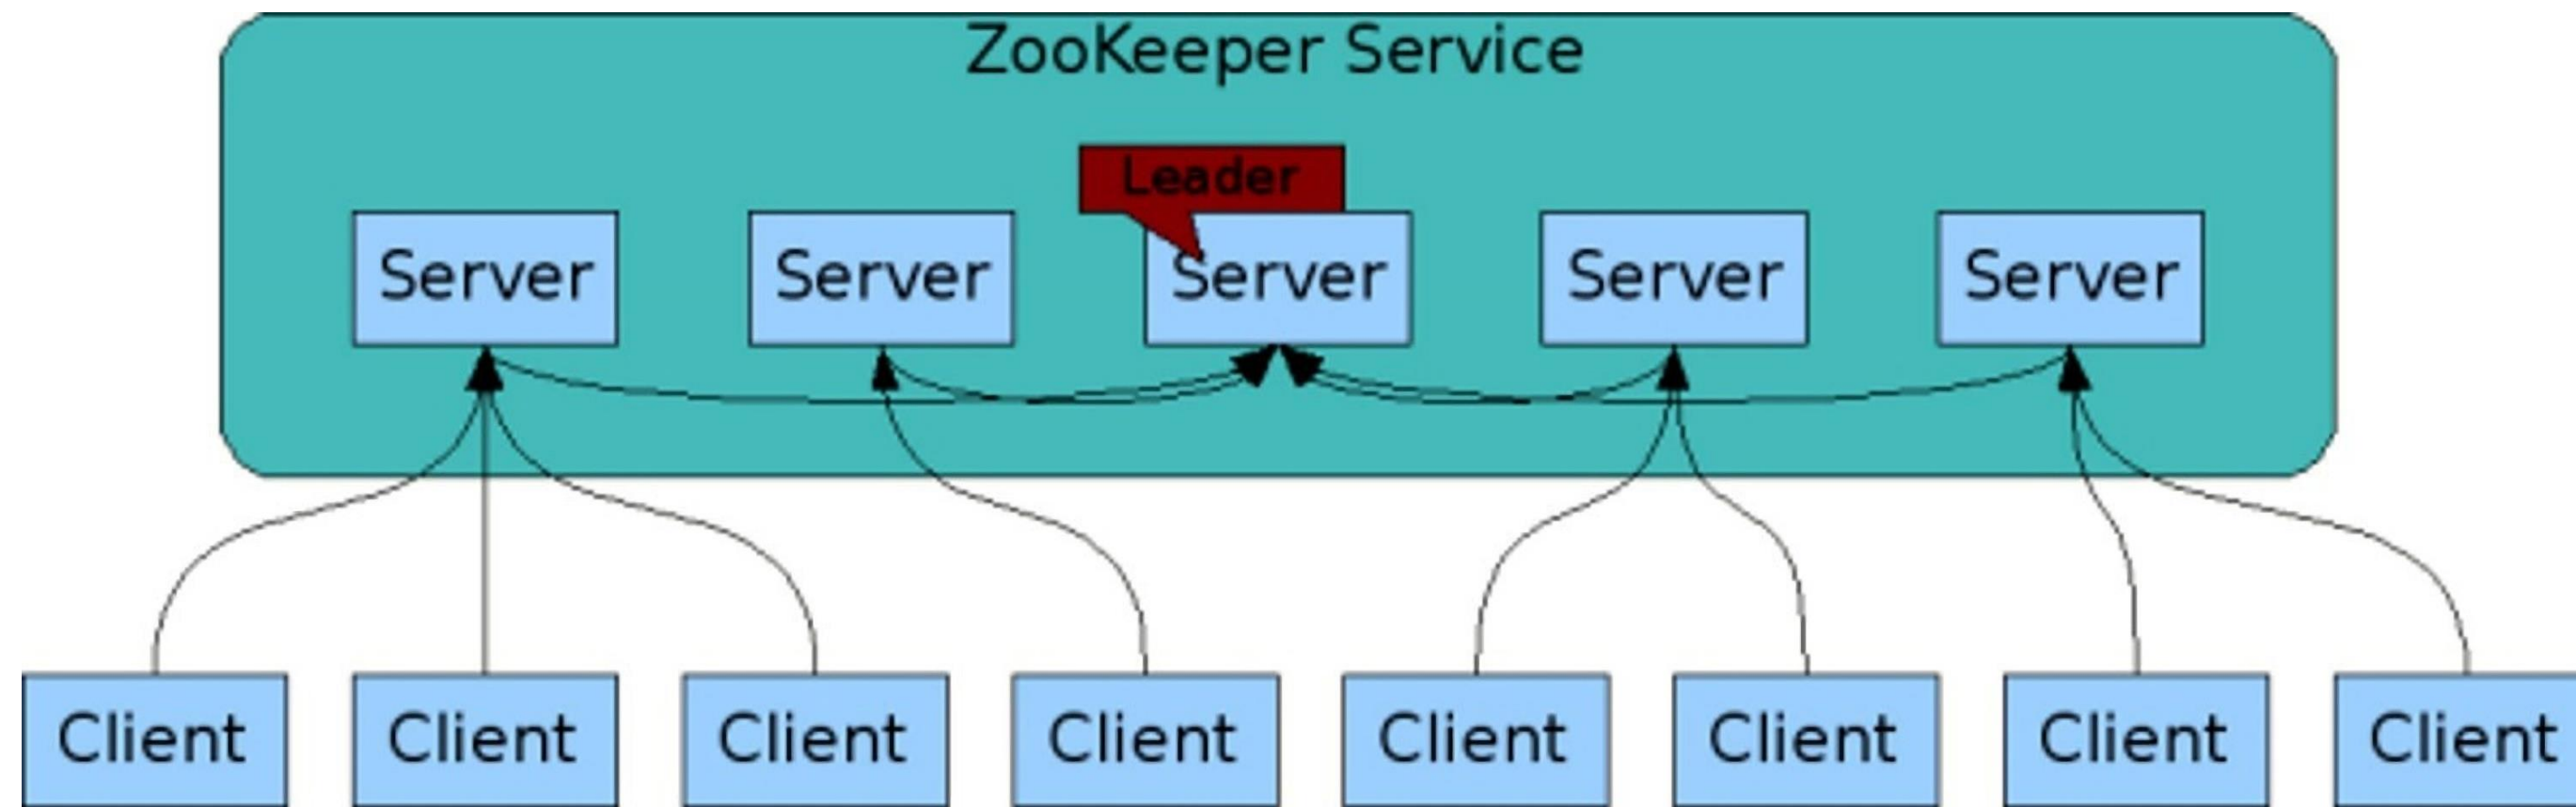 ZooKeeper Service
Leader
Server
Server
Server
Server
Server
Client
Client
Client
Client
Client
Client
Client
Client